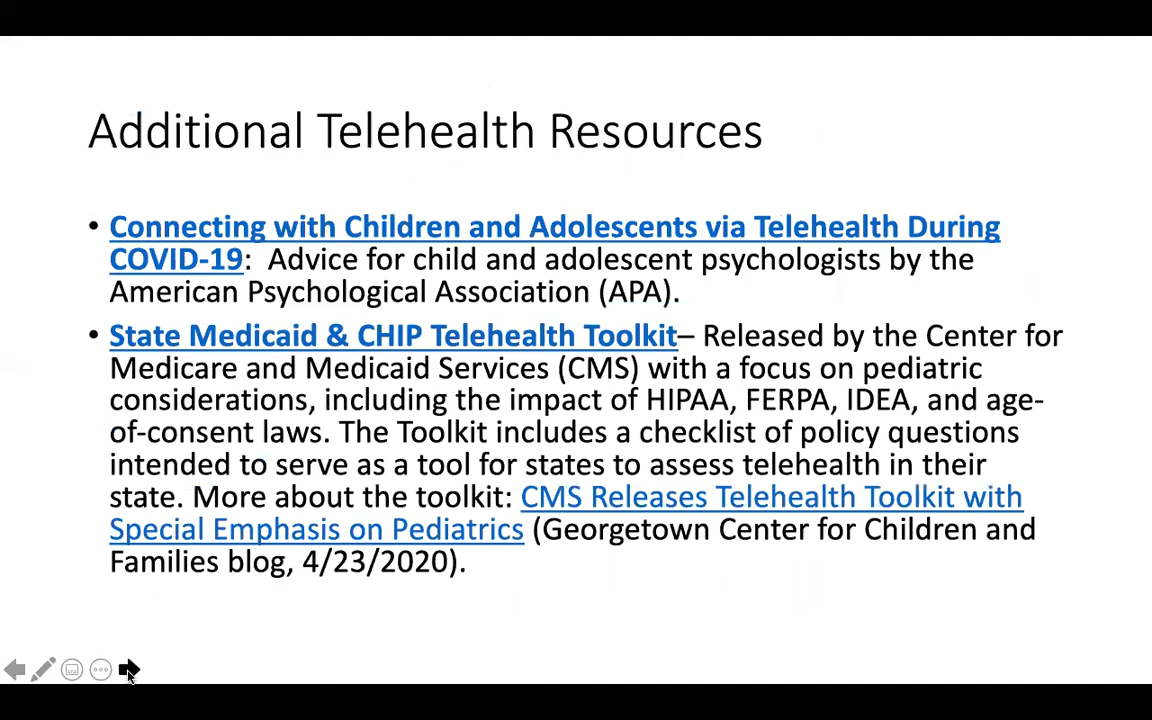 Additional Telehealth Resources
• Connecting with Children and Adolescents via Telehealth During
COVID-19:  Advice for child and adolescent psychologists by the
American Psychological Association (APA).
• State Medicaid & CHIP Telehealth Toolkit– Released by the Center for
Medicare and Medicaid Services (CMS) with a focus on pediatric
considerations, including the impact of HIPAA, FERPA, IDEA, and age-
of-consent laws. The Toolkit includes a checklist of policy questions
intended to serve as a tool for states to assess telehealth in their
state. More about the toolkit: CMS Releases Telehealth Toolkit with
Special Emphasis on Pediatrics (Georgetown Center for Children and
Families blog, 4/23/2020).